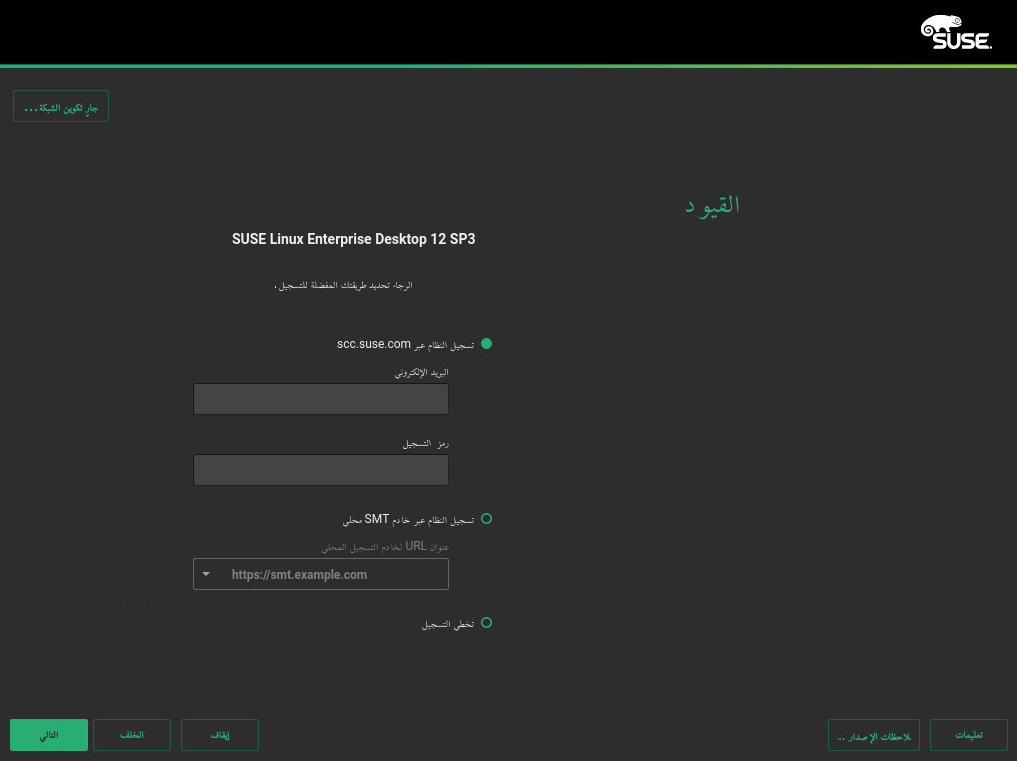 SUSE.
جارٍ تكوين الشبكة...
القيود
SUSE Linux Enterprise Desktop 12 SP3
الرجاء تحديد طريقتك المفضلة للتسجيل.
تسجيل النظام عبر scc.suse.com
البريد الإلكتروني
رمز التسجيل
تسجيل النظام عبر خادم SMT محلي
عنوان URL لخادم التسجيل المحلي
https://smt.example.com
تخطي التسجيل
تعليمات
ملاحظات الإصدار ...
إيقاف
الخلف
التالي